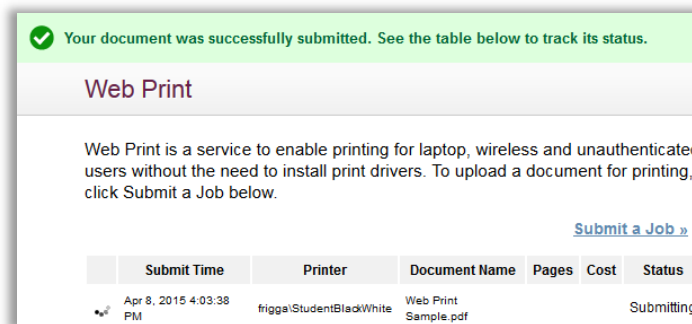 Your document was successfully submitted. See the table below to track its status.
Web Print
Web Print is a service to enable printing for laptop, wireless and unauthenticated
users without the need to install print drivers. To upload a document for printing,
click Submit a Job below.
Submit a Job »
Submit Time Printer Document Name Pages Cost Status
Apr 8, 2015 4:03:38 PM frigga\StudentBlackWhite Web Print Sample.pdf Submitting